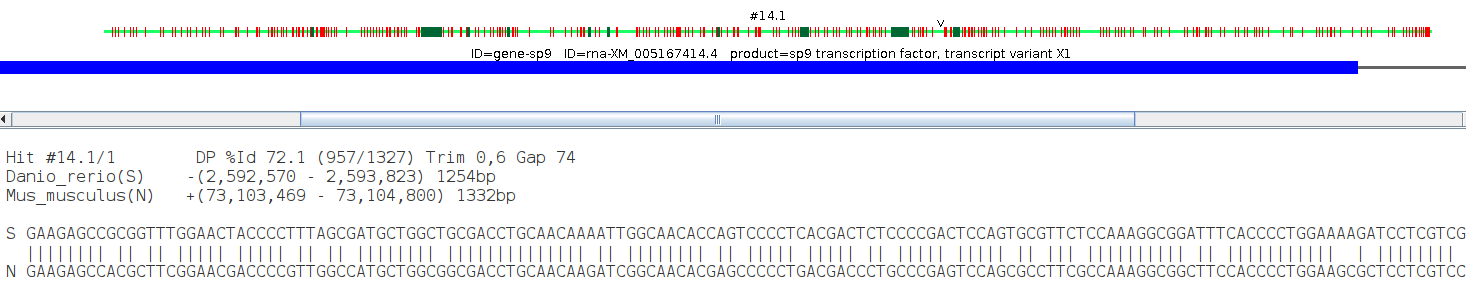 #14.1
v
ID=gene-sp9 ID=rna-XM_005167414.4 product=sp9 transcription factor, transcript variant X1
Hit #14.1/1 DP %Id 72.1 (957/1327) Trim 0,6 Gap 74
Danio_rerio(S) -(2,592,570 - 2,593,823) 1254bp
Mus_musculus(N) +(73,103,469 - 73,104,800) 1332bp
S GAAGAGCCGCGGTTTGGAACTACCCCTTTAGCGATGCTGGCTGCGACCTGCAACAAAATTGGCAACACCAGTCCCCTCACGACTCTCCCCGACTCCAGTGCGTTCTCCAAAGGCGGATTTCACCCCTGGAAAAGATCCTCGTCG
N GAAGAGCCACGCTTCGGAACGACCCCGTTGGCCATGCTGGCGGCGACCTGCAACAAGATCGGCAACACGAGCCCCCTGACGACCCTGCCCGAGTCCAGCGCCTTCGCCAAAGGCGGCTTCCACCCCTGGAAGCGCTCCTCGTCC